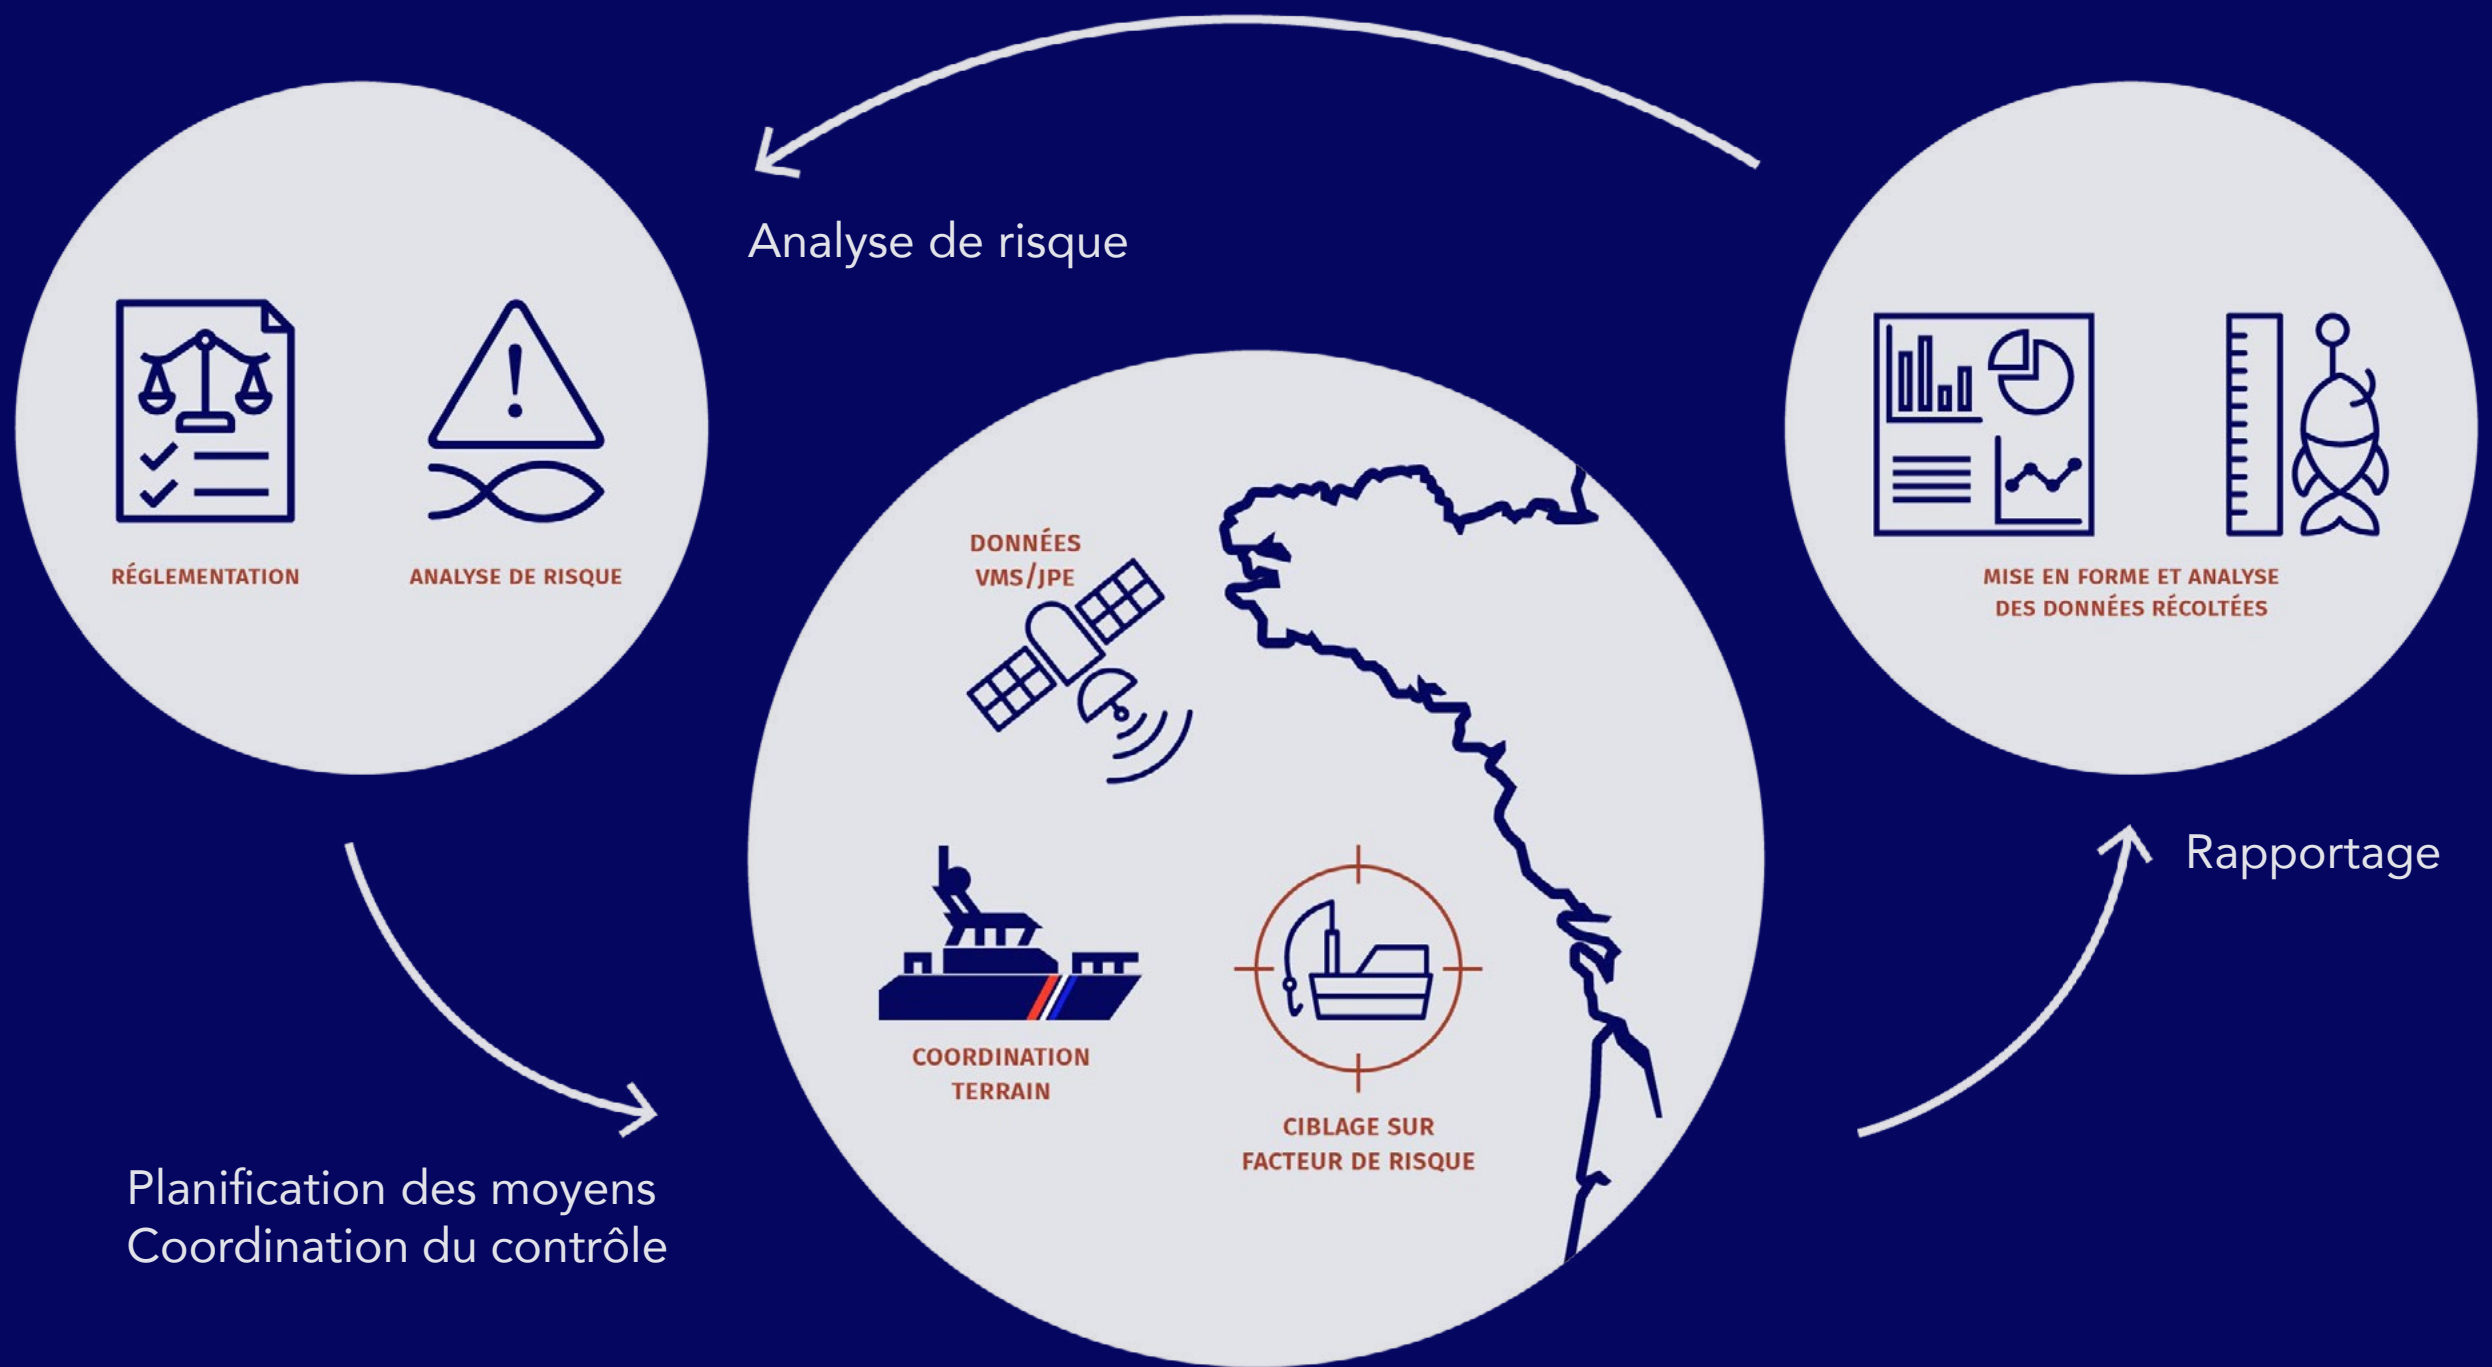 Analyse de risque
RÉGLEMENTATION
ANALYSE DE RISQUE
DONNÉES
VMS/JPE
COORDINATION
TERRAIN
CIBLAGE SUR
FACTEUR DE RISQUE
MISE EN FORME ET ANALYSE
DES DONNÉES RÉCOLTÉES
Rapportage
Planification des moyens
Coordination du contrôle